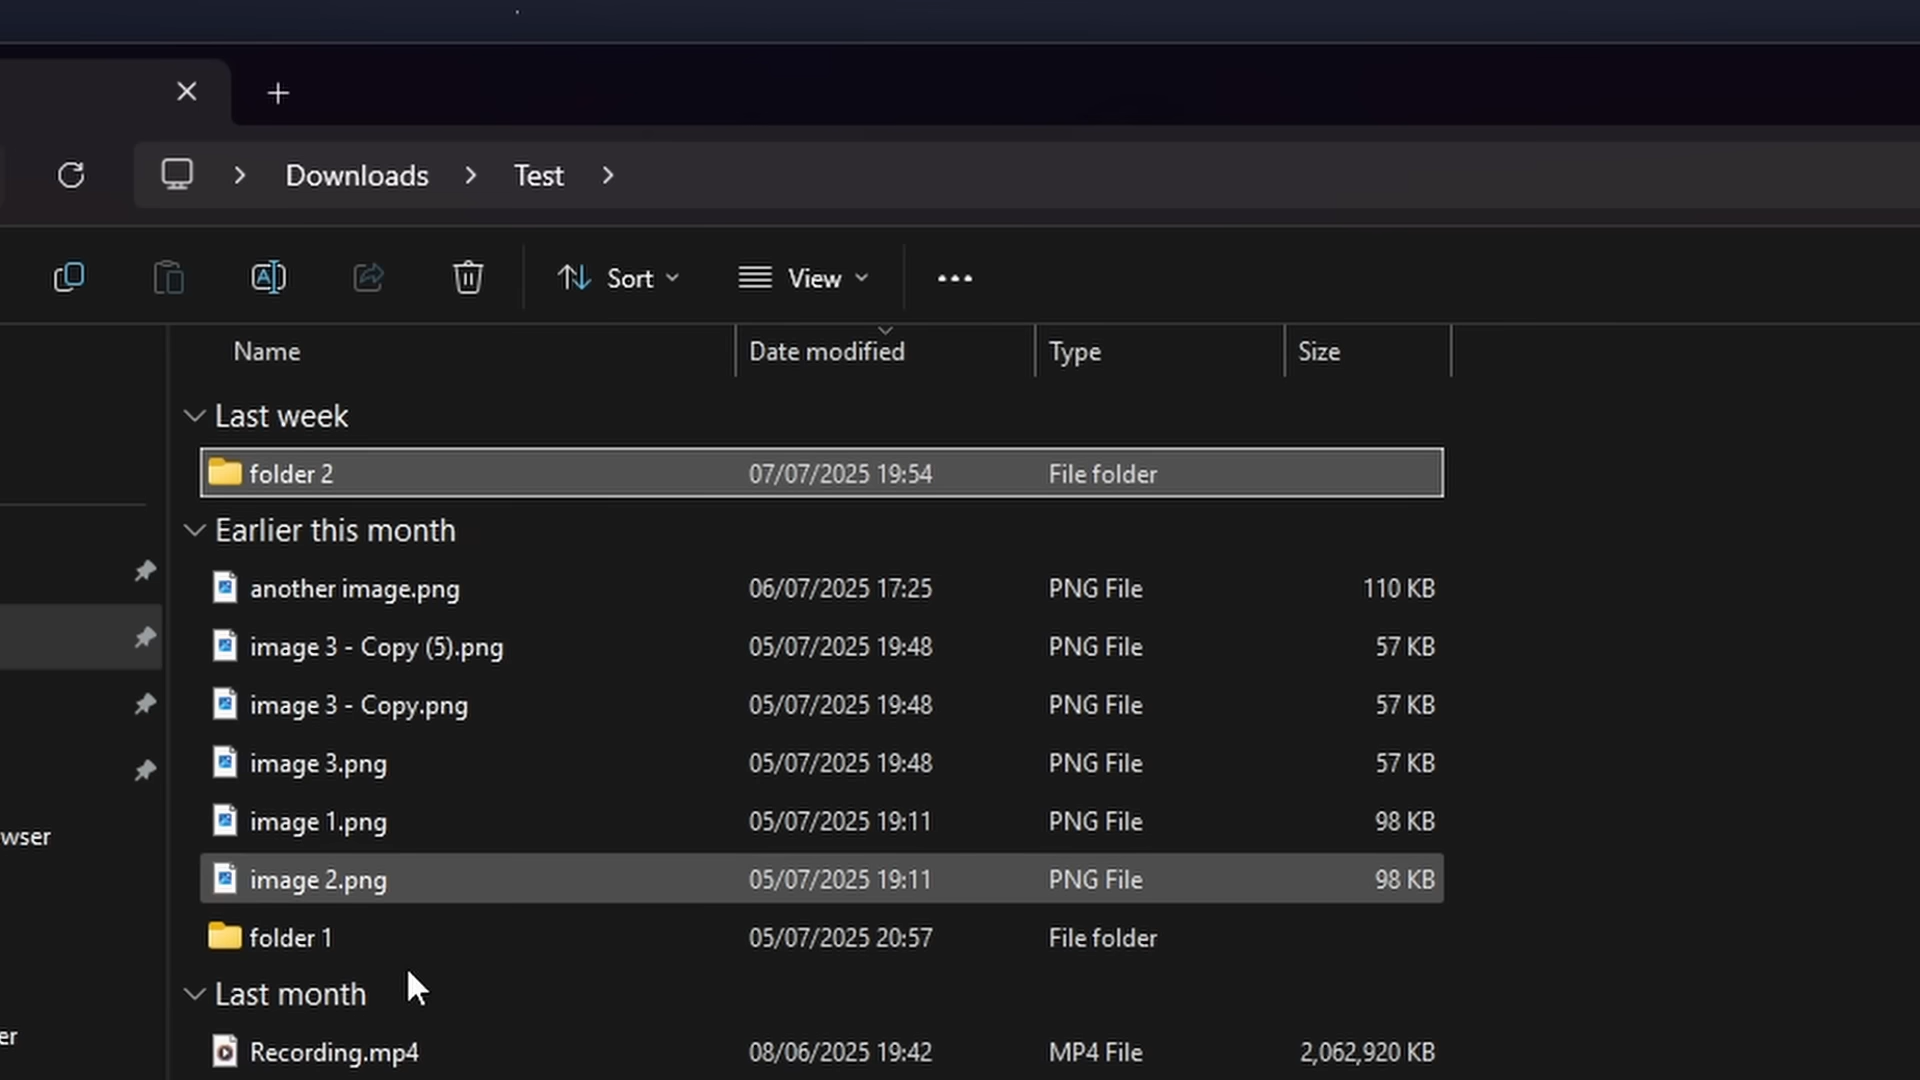 Downloads > Test >
Sort View
Name Date modified Type Size
Last week
folder 2 07/07/2025 19:54 File folder
Earlier this month
another image.png 06/07/2025 17:25 PNG File 110 KB
image 3 - Copy (5).png 05/07/2025 19:48 PNG File 57 KB
image 3 - Copy.png 05/07/2025 19:48 PNG File 57 KB
image 3.png 05/07/2025 19:48 PNG File 57 KB
image 1.png 05/07/2025 19:11 PNG File 98 KB
wser
image 2.png 05/07/2025 19:11 PNG File 98 KB
folder 1 05/07/2025 20:57 File folder
Last month
er
Recording.mp4 08/06/2025 19:42 MP4 File 2,062,920 KB